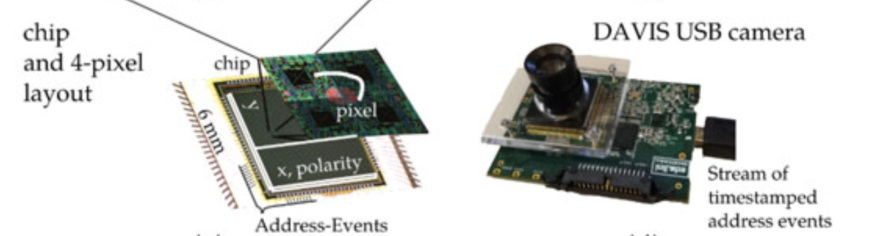 chip
and 4-pixel
layout
chip
pixel
y,
6 mm
x, polarity
Address-Events
DAVIS USB camera
Stream of
timestamped
address events